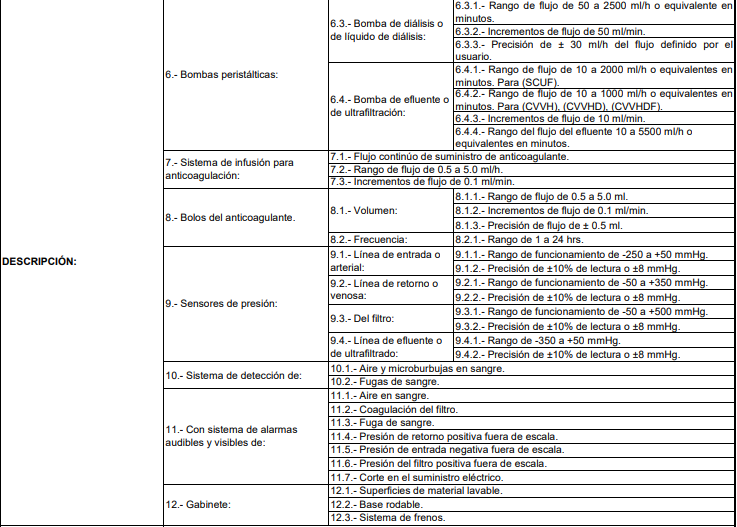 DESCRIPCIÓN:
6.- Bombas peristálticas:
6.3.- Bomba de diálisis o
de líquido de diálisis:
6.3.1.- Rango de flujo de 50 a 2500 ml/h o equivalente en
minutos.
6.3.2.- Incrementos de flujo de 50 ml/min.
6.3.3.- Precisión de ± 30 ml/h del flujo definido por el
usuario.
6.4.- Bomba de efluente o
de ultrafiltración:
6.4.1.- Rango de flujo de 10 a 2000 ml/h o equivalentes en
minutos. Para (SCUF).
6.4.2.- Rango de flujo de 10 a 1000 ml/h o equivalentes en
minutos. Para (CVVH), (CVVHD), (CVVHDF).
6.4.3.- Incrementos de flujo de 10 ml/min.
6.4.4.- Rango del flujo del efluente 10 a 5500 ml/h o
equivalentes en minutos.
7.- Sistema de infusión para
anticoagulación:
7.1.- Flujo continúo de suministro de anticoagulante.
7.2.- Rango de flujo de 0.5 a 5.0 ml/h.
7.3.- Incrementos de flujo de 0.1 ml/min.
8.- Bolos del anticoagulante.
8.1.- Volumen:
8.1.1.- Rango de flujo de 0.5 a 5.0 ml.
8.1.2.- Incrementos de flujo de 0.1 ml/min.
8.1.3.- Precisión de flujo de ± 0.5 ml.
8.2.- Frecuencia:
8.2.1.- Rango de 1 a 24 hrs.
9.- Sensores de presión:
9.1.- Línea de entrada o
arterial:
9.1.1.- Rango de funcionamiento de -250 a +50 mmHg.
9.1.2.- Precisión de ±10% de lectura o ±8 mmHg.
9.2.- Línea de retorno o
venosa:
9.2.1.- Rango de funcionamiento de -50 a +350 mmHg.
9.2.2.- Precisión de ±10% de lectura o ±8 mmHg.
9.3.- Del filtro:
9.3.1.- Rango de funcionamiento de -50 a +500 mmHg.
9.3.2.- Precisión de ±10% de lectura o ±8 mmHg.
9.4.- Línea de efluente o
de ultrafiltrado:
9.4.1.- Rango de -350 a +50 mmHg.
9.4.2.- Precisión de ±10% de lectura o ±8 mmHg.
10.- Sistema de detección de:
10.1.- Aire y microburbujas en sangre.
10.2.- Fugas de sangre.
11.- Con sistema de alarmas
audibles y visibles de:
11.1.- Aire en sangre.
11.2.- Coagulación del filtro.
11.3.- Fuga de sangre.
11.4.- Presión de retorno positiva fuera de escala.
11.5.- Presión de entrada negativa fuera de escala.
11.6.- Presión del filtro positiva fuera de escala.
11.7.- Corte en el suministro eléctrico.
12.- Gabinete:
12.1.- Superficies de material lavable.
12.2.- Base rodable.
12.3.- Sistema de frenos.